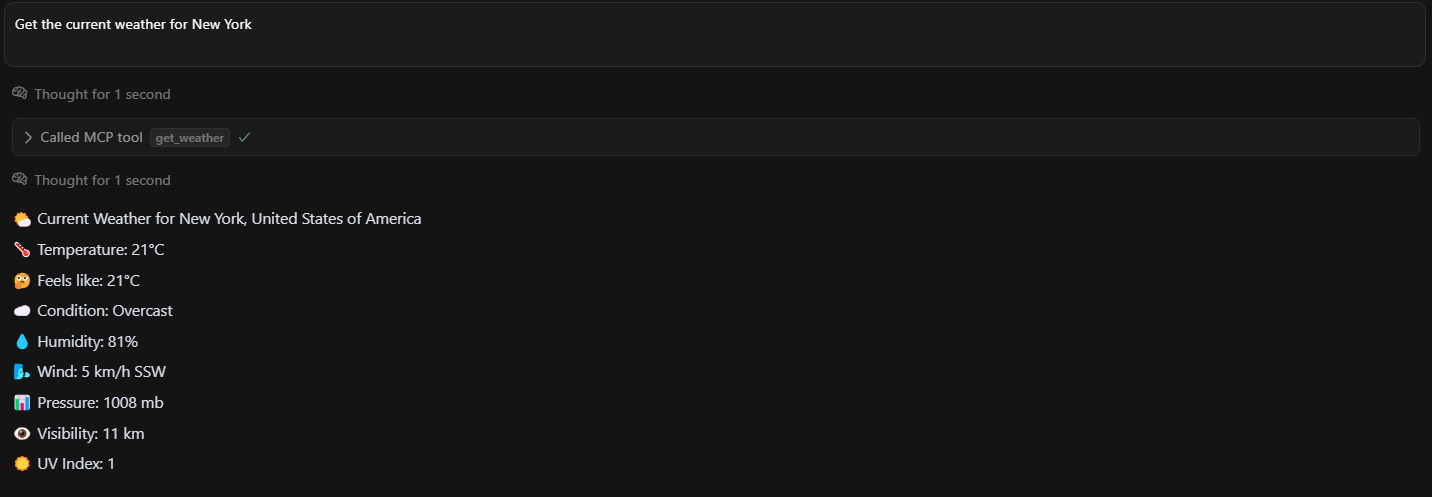 Get the current weather for New York
Thought for 1 second
Called MCP tool get_weather
Thought for 1 second
Current Weather for New York, United States of America
Temperature: 21°C
Feels like: 21°C
Condition: Overcast
Humidity: 81%
Wind: 5 km/h SSW
Pressure: 1008 mb
Visibility: 11 km
UV Index: 1